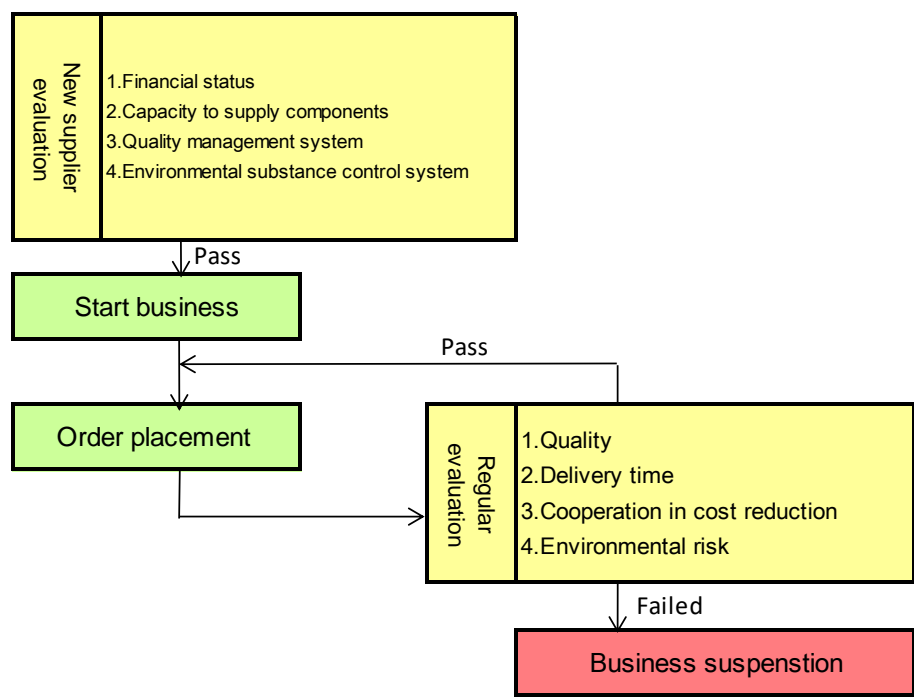 New supplier
evaluation
1.Financial status
2.Capacity to supply components
3.Quality management system
4.Environmental substance control system
Pass
Start business
Pass
Order placement
Regular
evaluation
1.Quality
2.Delivery time
3.Cooperation in cost reduction
4.Environmental risk
Failed
Business suspenstion